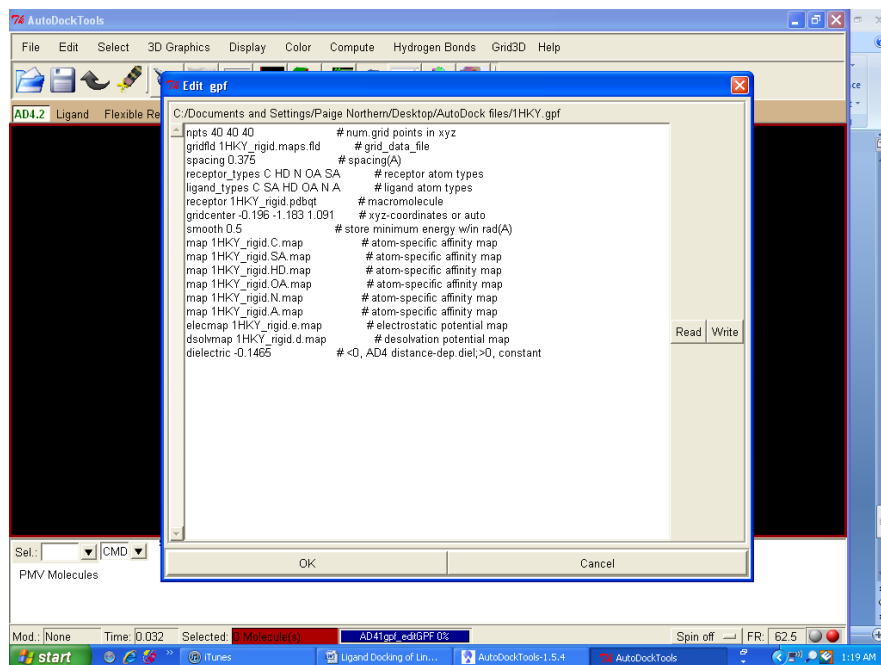 AutoDockTools
File Edit Select 3D Graphics Display Color Compute Hydrogen Bonds Grid3D Help
Edit gpf
AD4.2 Ligand Flexible Re
C:/Documents and Settings/Paige Northern/Desktop/AutoDock files/1HKY.gpf
npts 40 40 40 # num.grid points in xyz
gridfld 1HKY_rigid.maps.fld # grid_data_file
spacing 0.375 # spacing(A)
receptor_types C HD N OA SA # receptor atom types
ligand_types C SA HD OA N A # ligand atom types
receptor 1HKY_rigid.pdbqt # macromolecule
gridcenter -0.196 -1.183 1.091 # xyz-coordinates or auto
smooth 0.5 # store minimum energy w/in rad(A)
map 1HKY_rigid.C.map # atom-specific affinity map
map 1HKY_rigid.SA.map # atom-specific affinity map
map 1HKY_rigid.HD.map # atom-specific affinity map
map 1HKY_rigid.OA.map # atom-specific affinity map
map 1HKY_rigid.N.map # atom-specific affinity map
map 1HKY_rigid.A.map # atom-specific affinity map
elecmap 1HKY_rigid.e.map # electrostatic potential map
dsolvmap 1HKY_rigid.d.map # desolvation potential map
dielectric -0.1465 # <0, AD4 distance-dep.diel;>0, constant
Read Write
OK Cancel
Sel.: CMD
PMV Molecules
Mod.: None Time: 0.032 Selected: 0 Molecule(s) AD41gpf_editGPF 0% Spin off FR: 62.5
start iTunes Ligand Docking of Lin... AutoDockTools-1.5.4 AutoDockTools 1:19 AM